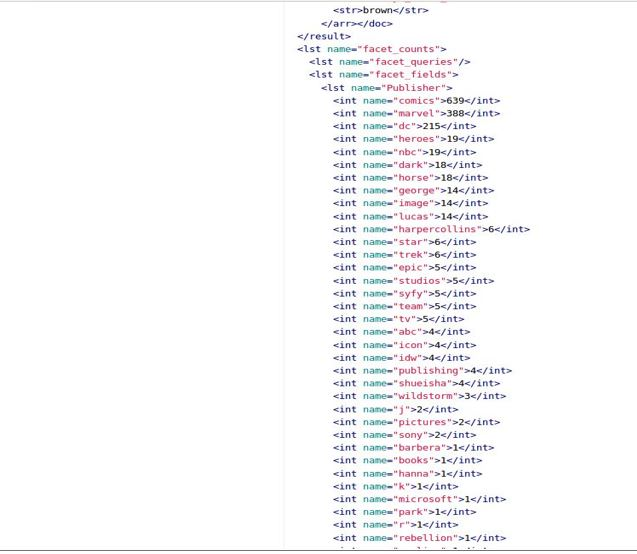 <str>brown</str>
</arr></doc>
</result>
<lst name="facet_counts">
<lst name="facet_queries"/>
<lst name="facet_fields">
<lst name="Publisher">
<int name="comics">639</int>
<int name="marvel">388</int>
<int name="dc">215</int>
<int name="heroes">19</int>
<int name="nbc">19</int>
<int name="dark">18</int>
<int name="horse">18</int>
<int name="george">14</int>
<int name="image">14</int>
<int name="lucas">14</int>
<int name="harpercollins">6</int>
<int name="star">6</int>
<int name="trek">6</int>
<int name="epic">5</int>
<int name="studios">5</int>
<int name="syfy">5</int>
<int name="team">5</int>
<int name="tv">5</int>
<int name="abc">4</int>
<int name="icon">4</int>
<int name="idw">4</int>
<int name="publishing">4</int>
<int name="shueisha">4</int>
<int name="wildstorm">3</int>
<int name="j">2</int>
<int name="pictures">2</int>
<int name="sony">2</int>
<int name="barbera">1</int>
<int name="books">1</int>
<int name="hanna">1</int>
<int name="k">1</int>
<int name="microsoft">1</int>
<int name="park">1</int>
<int name="r">1</int>
<int name="rebellion">1</int>